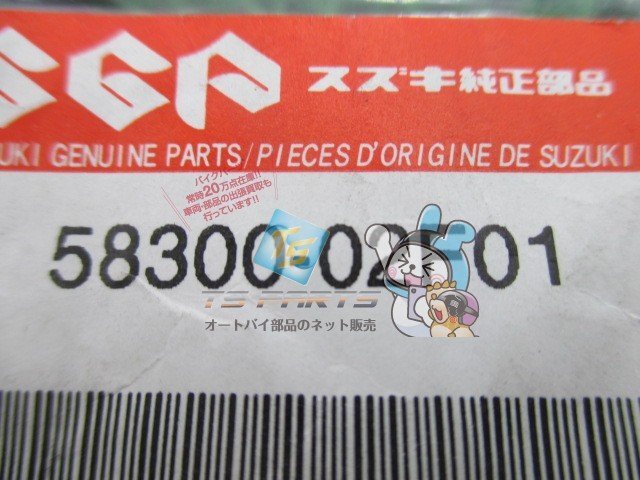 SGP スズキ純正部品
UKI GENUINE PARTS/PIECES D'ORIGINE DE SUZUKI
常時20万点在庫!!
車両・部品の出張買取も
行っています!!
58300-02 01
TS PARTS
オートバイ部品のネット販売